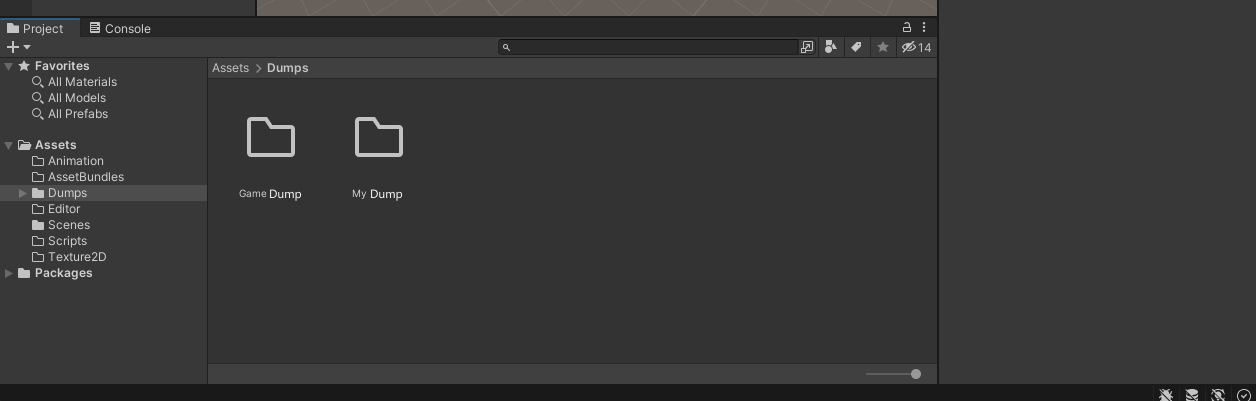 Project
Console
14
Favorites
All Materials
All Models
All Prefabs
Assets
Animation
AssetBundles
Dumps
Editor
Scenes
Scripts
Texture2D
Packages
Assets > Dumps
Game Dump
My Dump